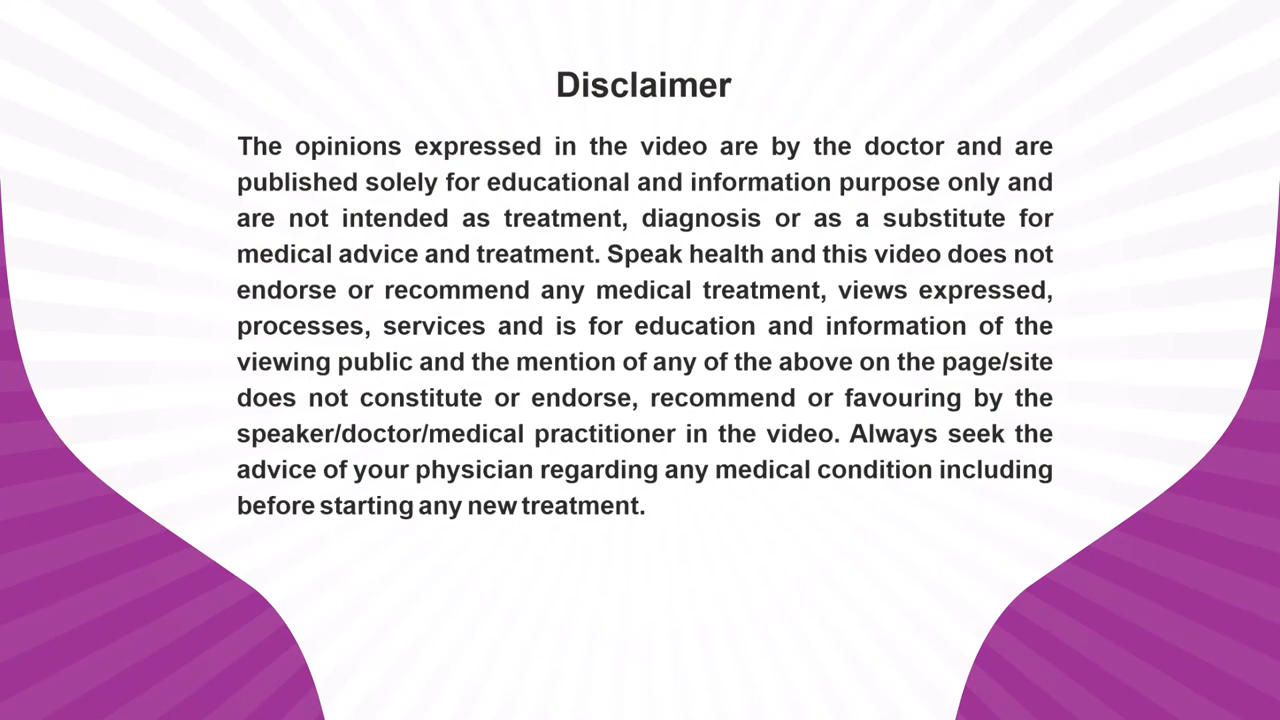 Disclaimer
The opinions expressed in the video are by the doctor and are
published solely for educational and information purpose only and
are not intended as treatment, diagnosis or as a substitute for
medical advice and treatment. Speak health and this video does not
endorse or recommend any medical treatment, views expressed,
processes, services and is for education and information of the
viewing public and the mention of any of the above on the page/site
does not constitute or endorse, recommend or favouring by the
speaker/doctor/medical practitioner in the video. Always seek the
advice of your physician regarding any medical condition including
before starting any new treatment.